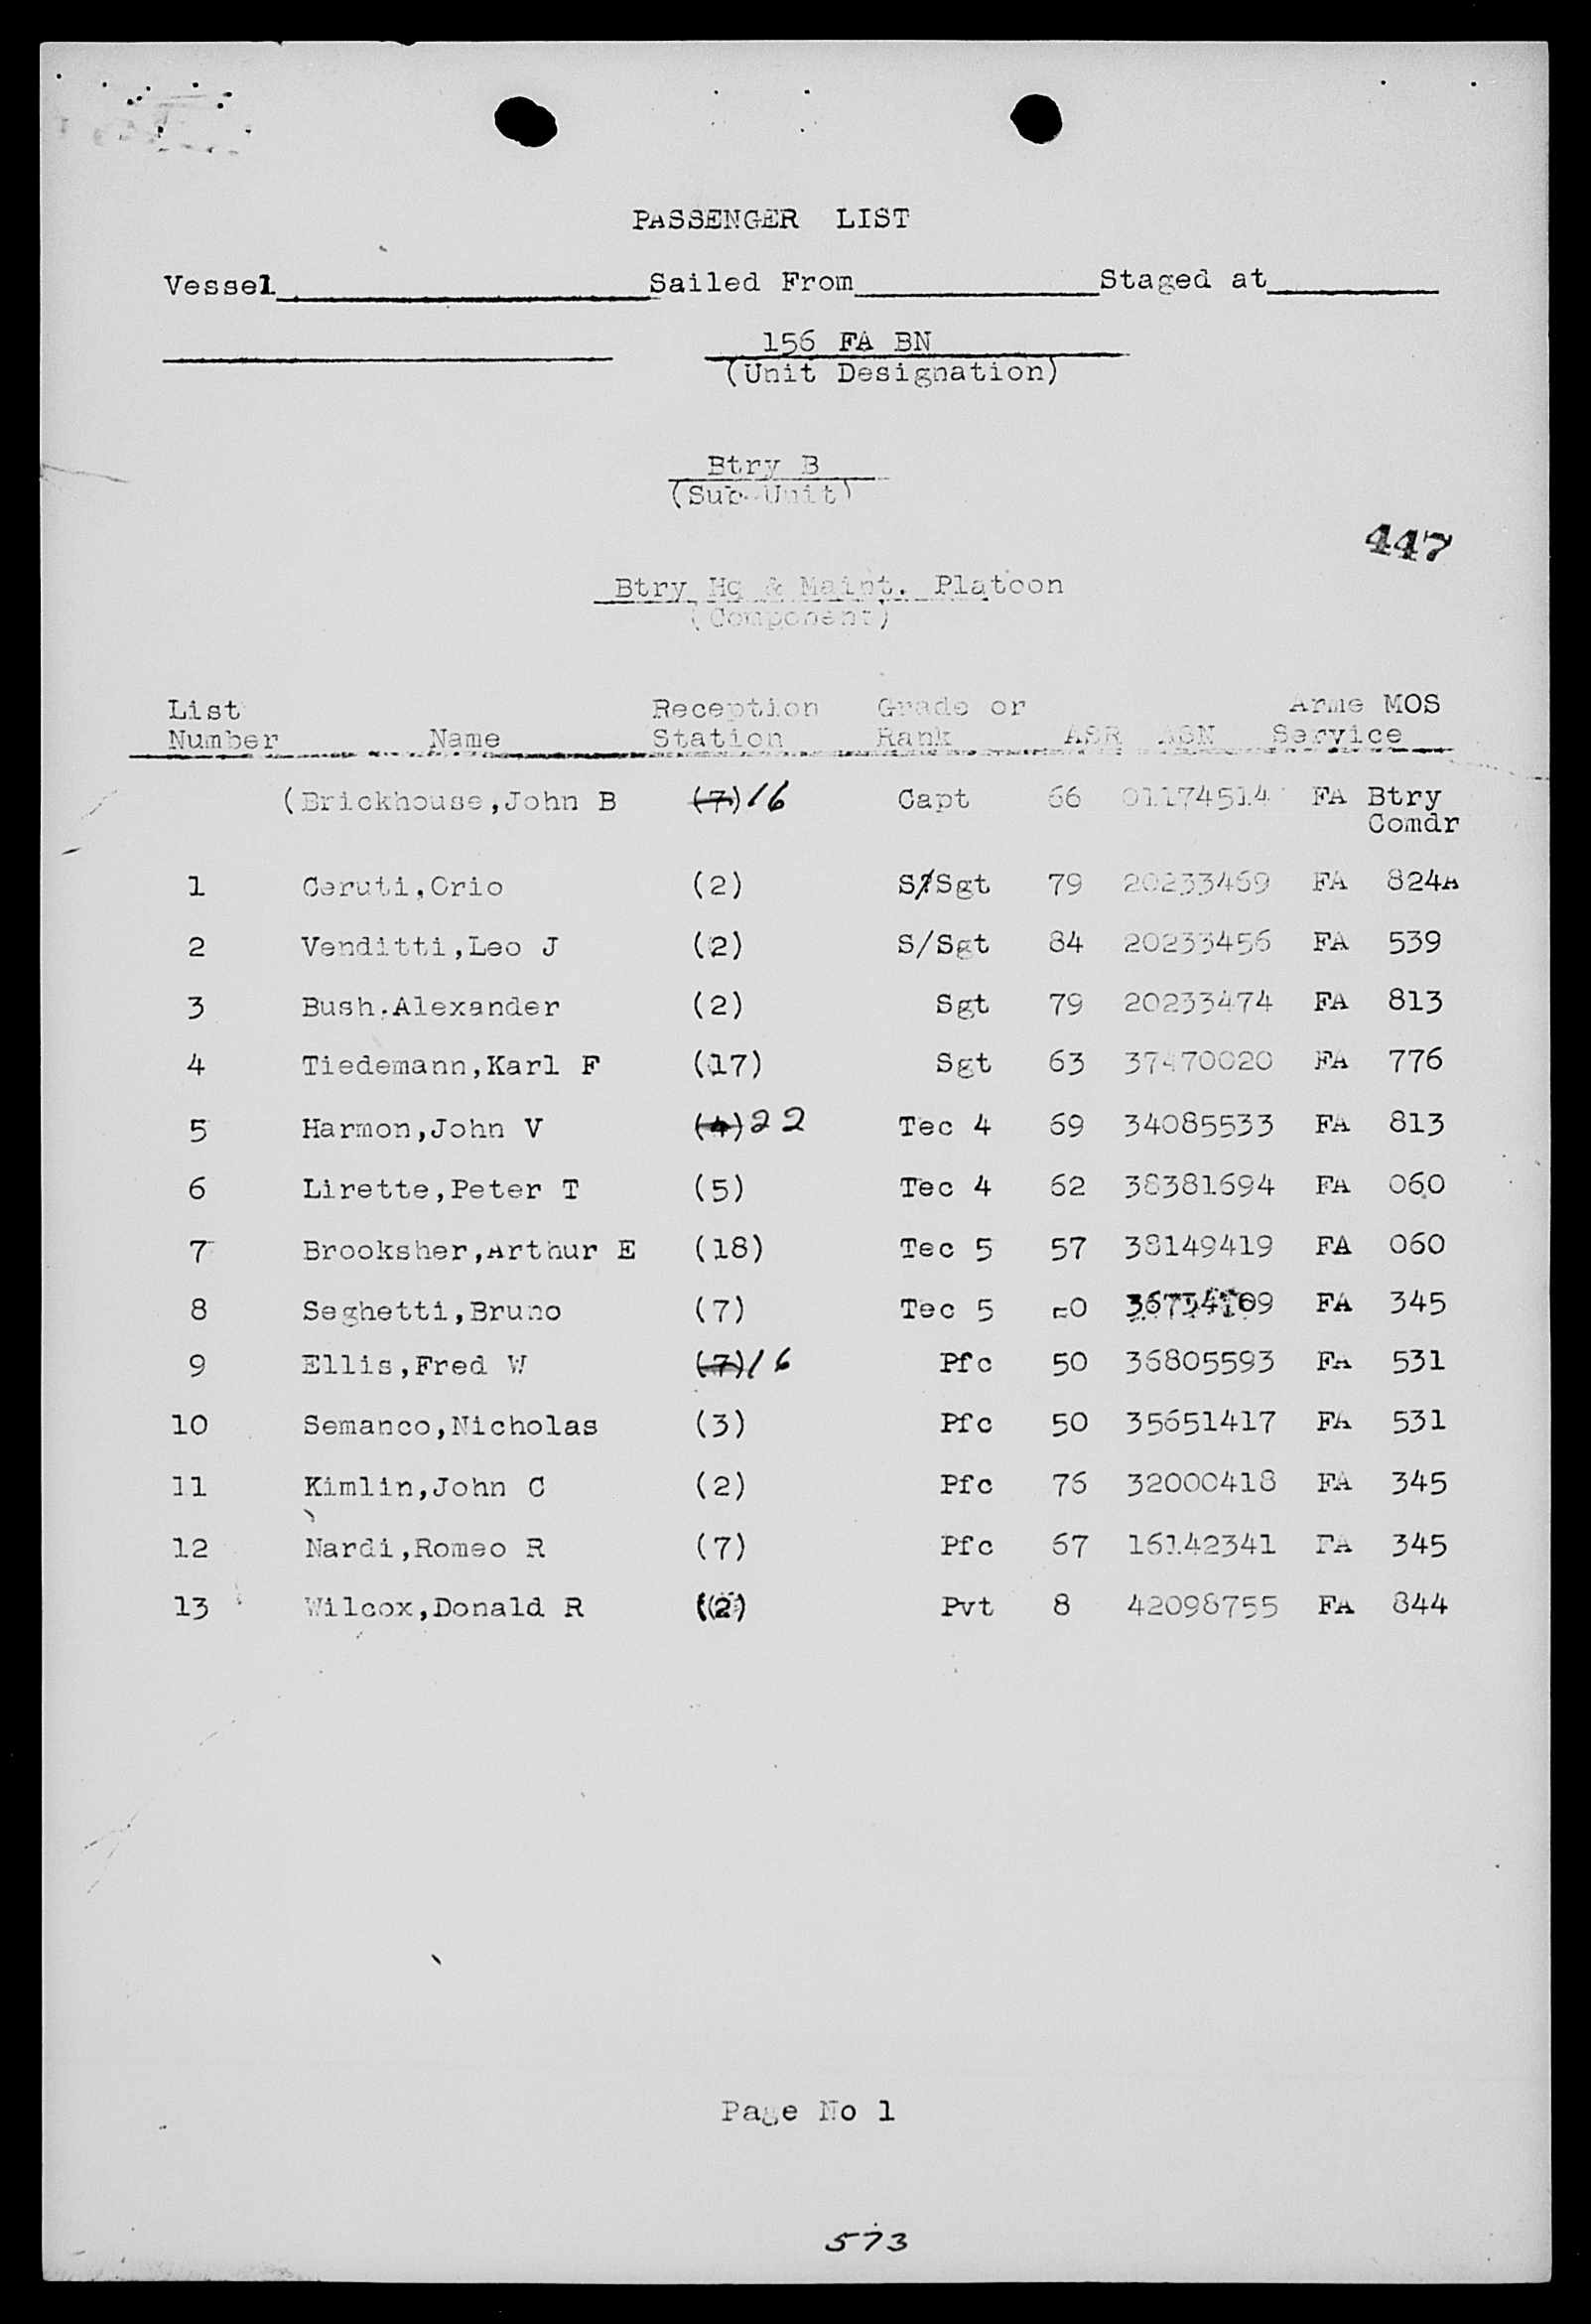 PASSENGER LIST
Vessel Sailed From Staged at
156 FA BN
(Unit Designation)
Btry B
(Sub-Unit)
447
Btry Hq & Maint. Platoon
(Component)
List Reception Grade or Arme MOS
Number Name Station Rank ASR ASN Service
(Brickhouse,John B (7)16 Capt 66 01174514 FA Btry
Comdr
1 Ceruti,Orio (2) S/Sgt 79 20233469 FA 824A
2 Venditti,Leo J (2) S/Sgt 84 20233456 FA 539
3 Bush.Alexander (2) Sgt 79 20233474 FA 813
4 Tiedemann,Karl F (17) Sgt 63 37470020 FA 776
5 Harmon,John V (4)22 Tec 4 69 34085533 FA 813
6 Lirette,Peter T (5) Tec 4 62 38381694 FA 060
7 Brooksher,Arthur E (18) Tec 5 57 38149419 FA 060
8 Seghetti,Bruno (7) Tec 5 FA 345
9 Ellis,Fred W (7)16 Pfc 50 36805593 FA 531
10 Semanco,Nicholas (3) Pfc 50 35651417 FA 531
11 Kimlin,John C (2) Pfc 76 32000418 FA 345
12 Nardi,Romeo R (7) Pfc 67 16142341 FA 345
13 Wilcox,Donald R (2) Pvt 8 42098755 FA 844
Page No 1
573